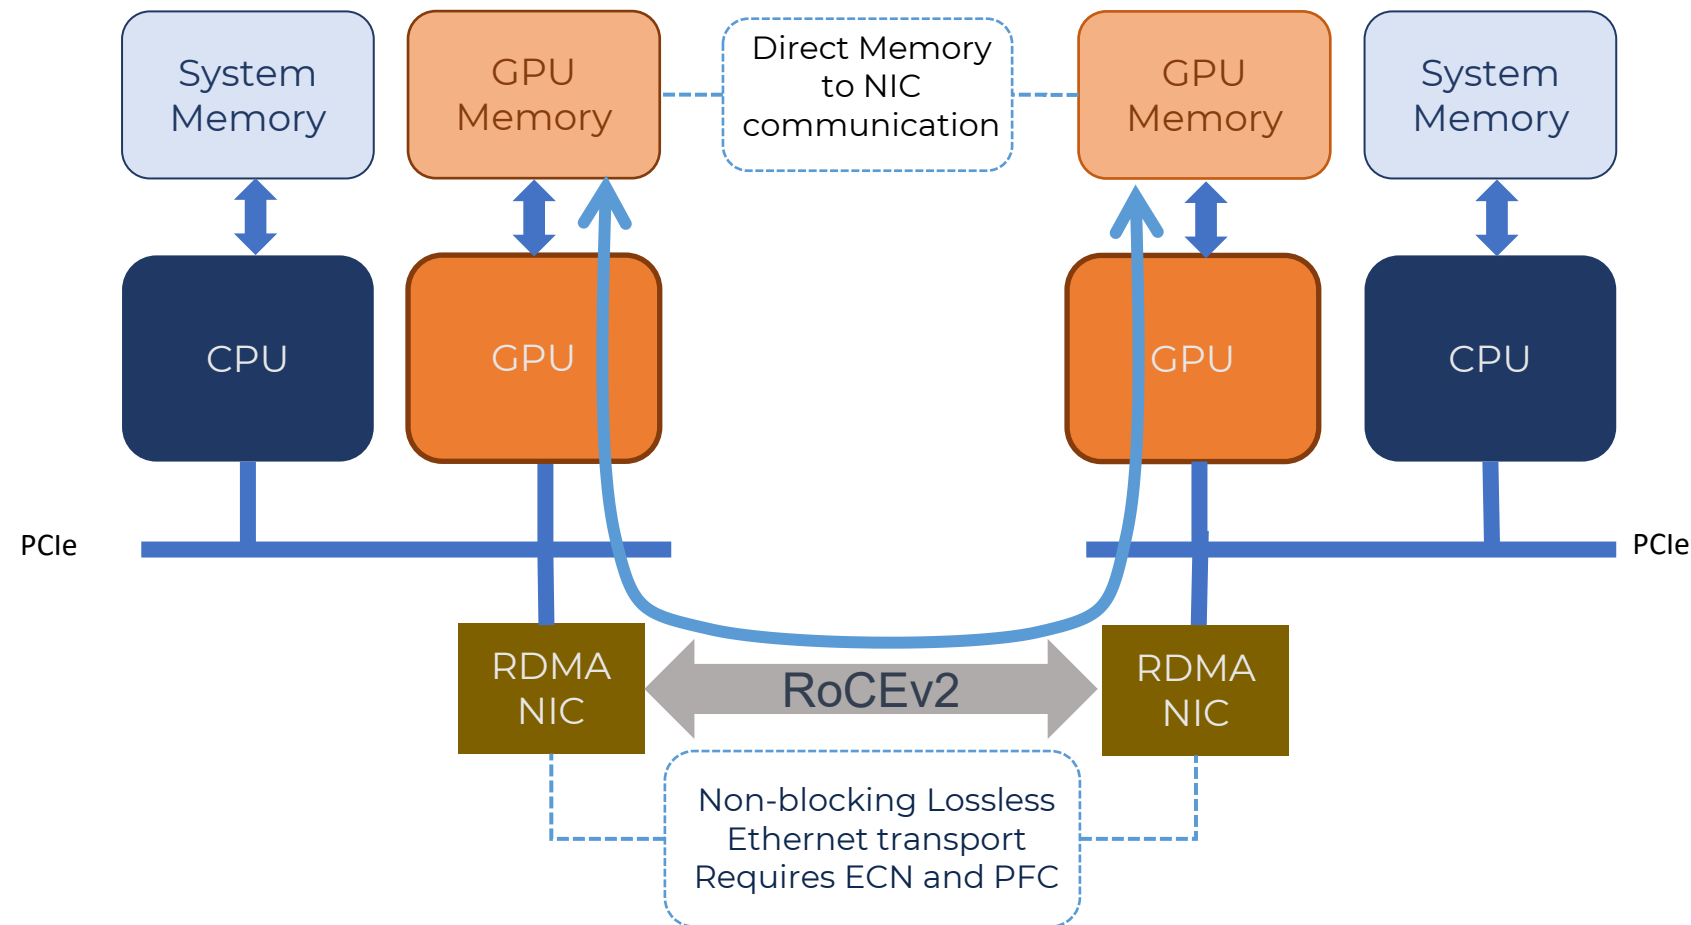 System
Memory
GPU
Memory
Direct Memory
to NIC
communication
GPU
Memory
System
Memory
CPU
GPU
GPU
CPU
PCIe
PCIe
RDMA
NIC
RoCEv2
RDMA
NIC
Non-blocking Lossless
Ethernet transport
Requires ECN and PFC